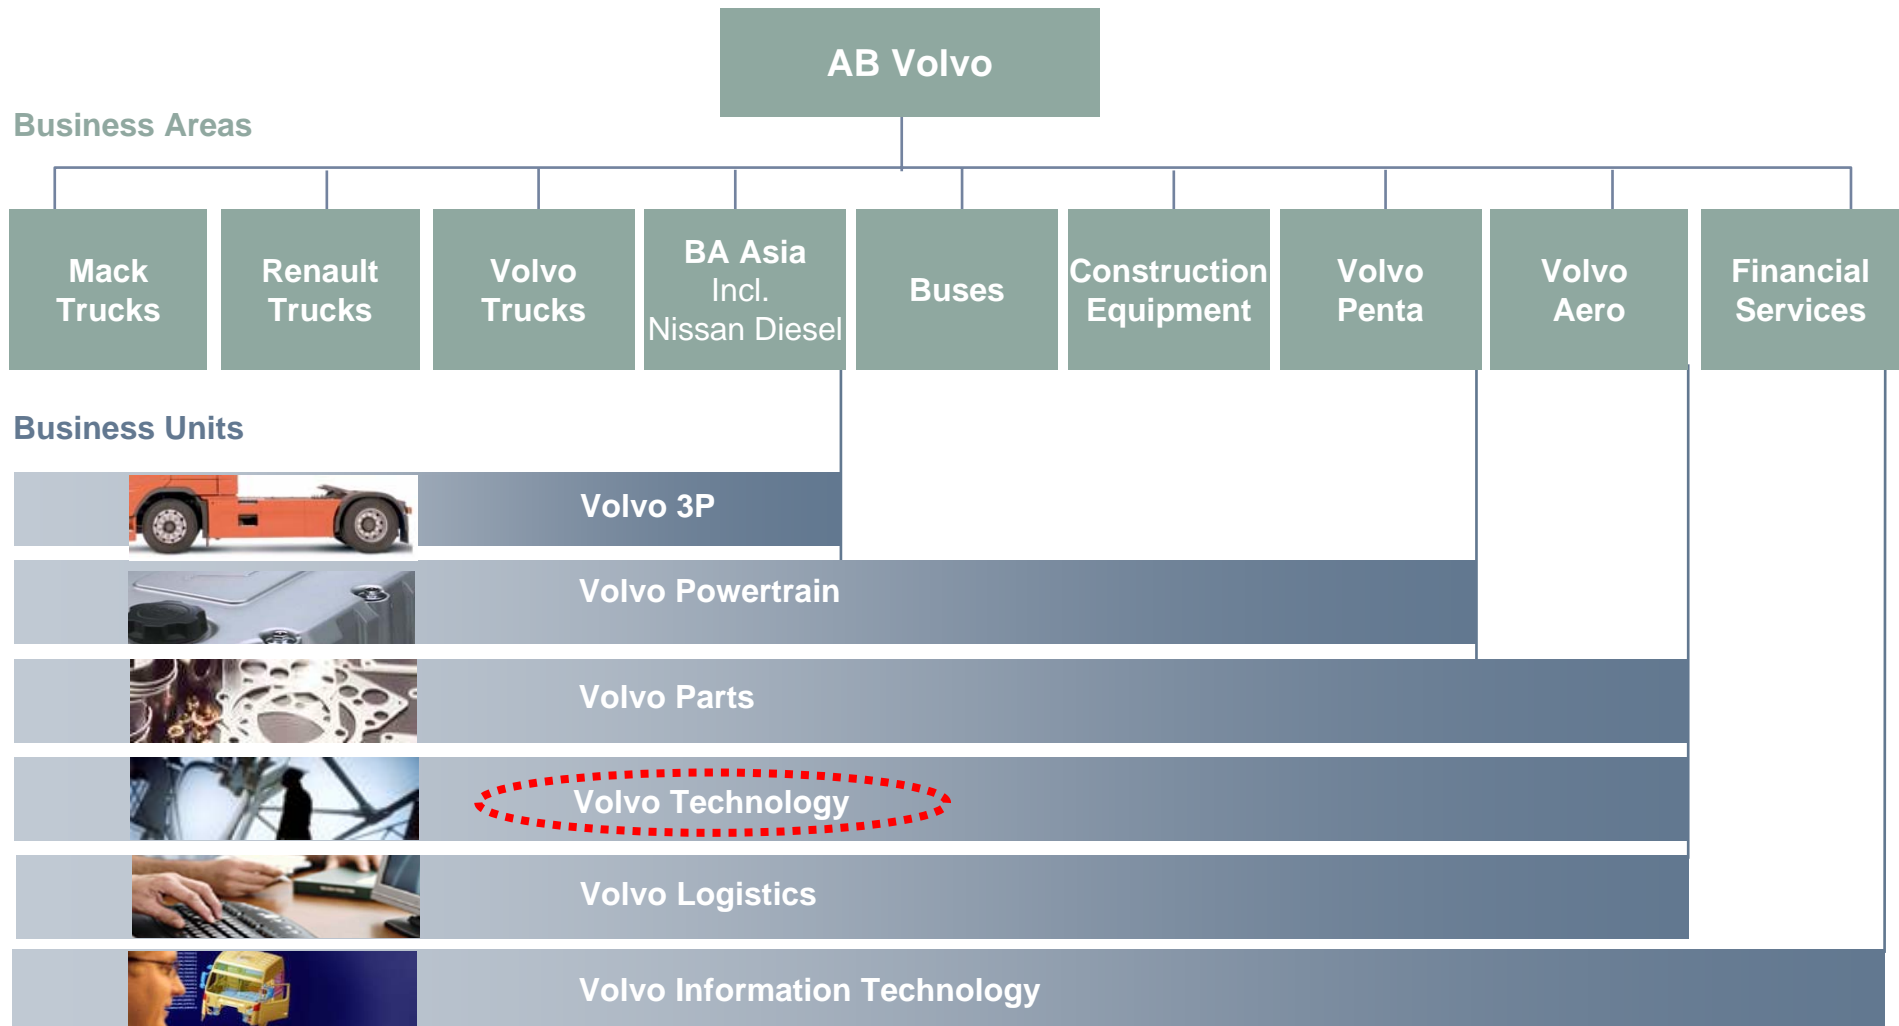 AB Volvo
Business Areas
Mack
Trucks
Renault
Trucks
Volvo
Trucks
BA Asia
Incl.
Nissan Diesel
Buses
Construction
Equipment
Volvo
Penta
Volvo
Aero
Financial
Services
Business Units
Volvo 3P
Volvo Powertrain
Volvo Parts
Volvo Technology
Volvo Logistics
Volvo Information Technology